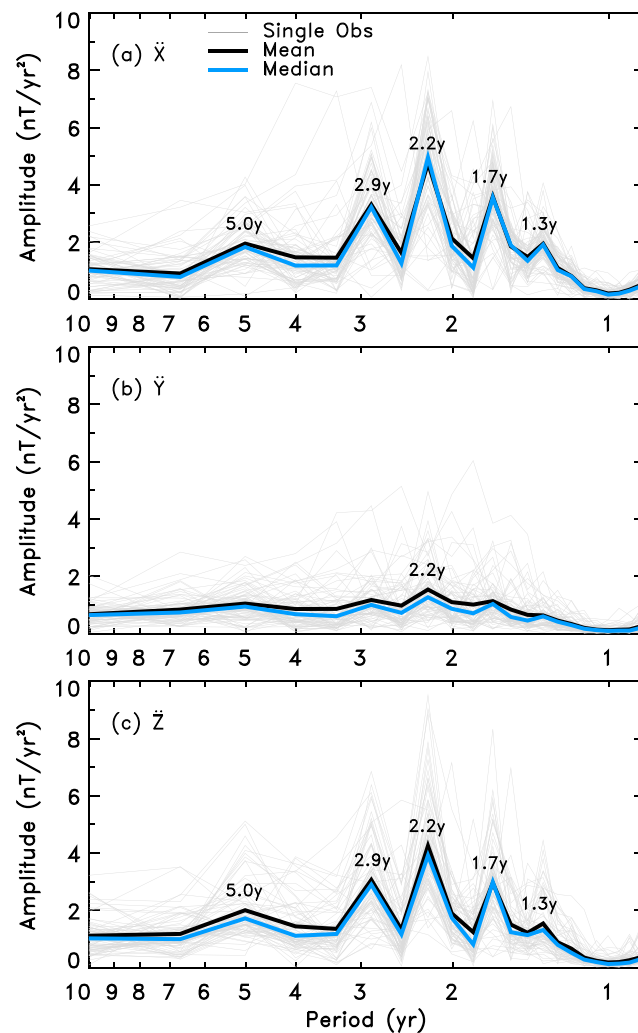 10
8
6
4
2
0
Amplitude (nT/yr²)
(a) Ẍ
Single Obs
Mean
Median
5.0y
2.9y
2.2y
1.7y
1.3y
10 9 8 7 6 5 4 3 2 1
10
8
6
4
2
0
Amplitude (nT/yr²)
(b) Ÿ
2.2y
10 9 8 7 6 5 4 3 2 1
10
8
6
4
2
0
Amplitude (nT/yr²)
(c) Z̈
5.0y
2.9y
2.2y
1.7y
1.3y
10 9 8 7 6 5 4 3 2 1
Period (yr)